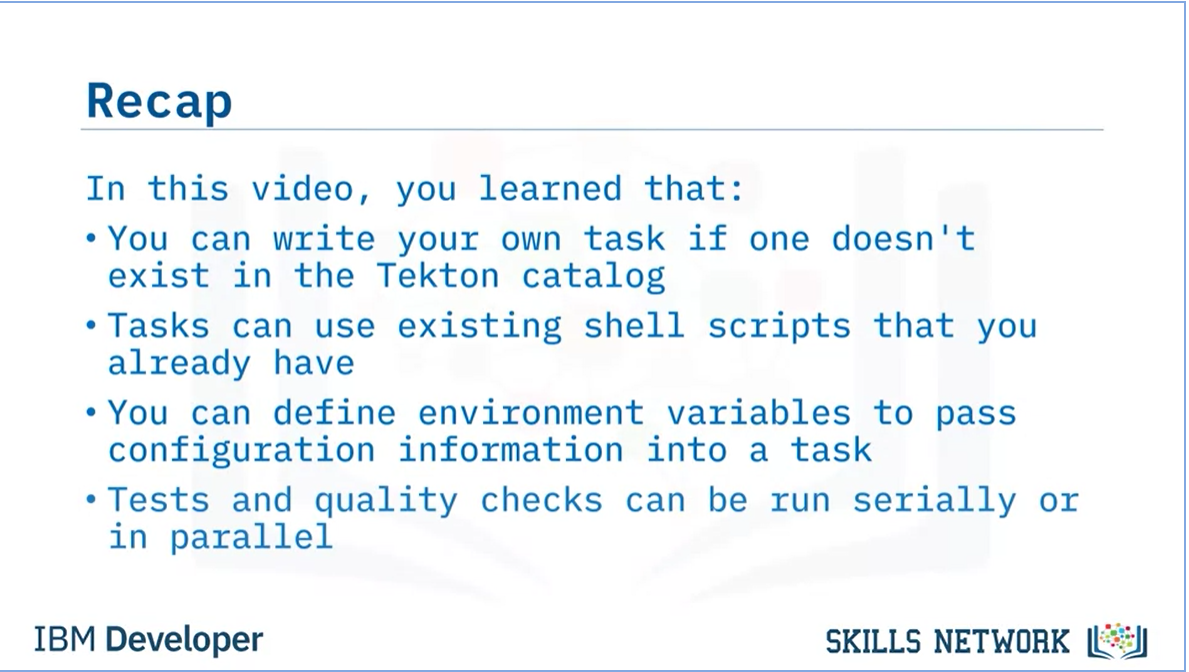 Recap
In this video, you learned that:
• You can write your own task if one doesn't
exist in the Tekton catalog
• Tasks can use existing shell scripts that you
already have
• You can define environment variables to pass
configuration information into a task
• Tests and quality checks can be run serially or
in parallel
IBM Developer
SKILLS NETWORK